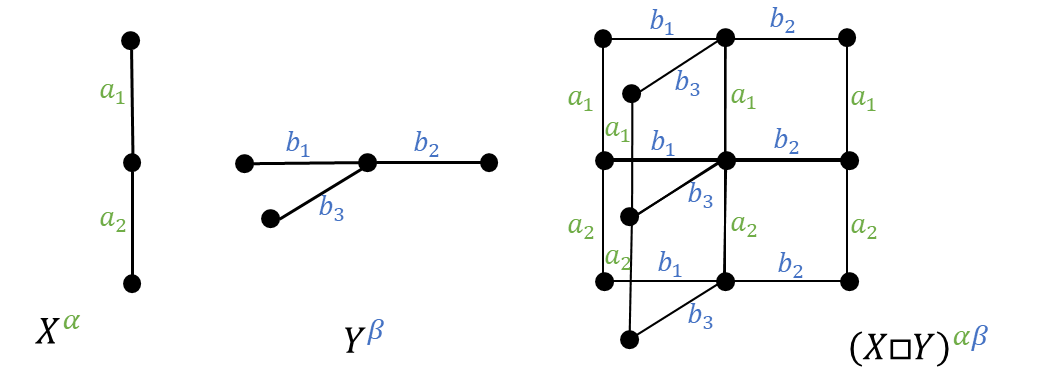 b₁ b₂
a₁ b₃
a₁ a₁ a₁
b₁ b₂ b₁ b₂
a₂ b₃ b₃
a₂ a₂ a₂
a₂ b₁ b₂
b₃
X^α Y^β (X□Y)^αβ